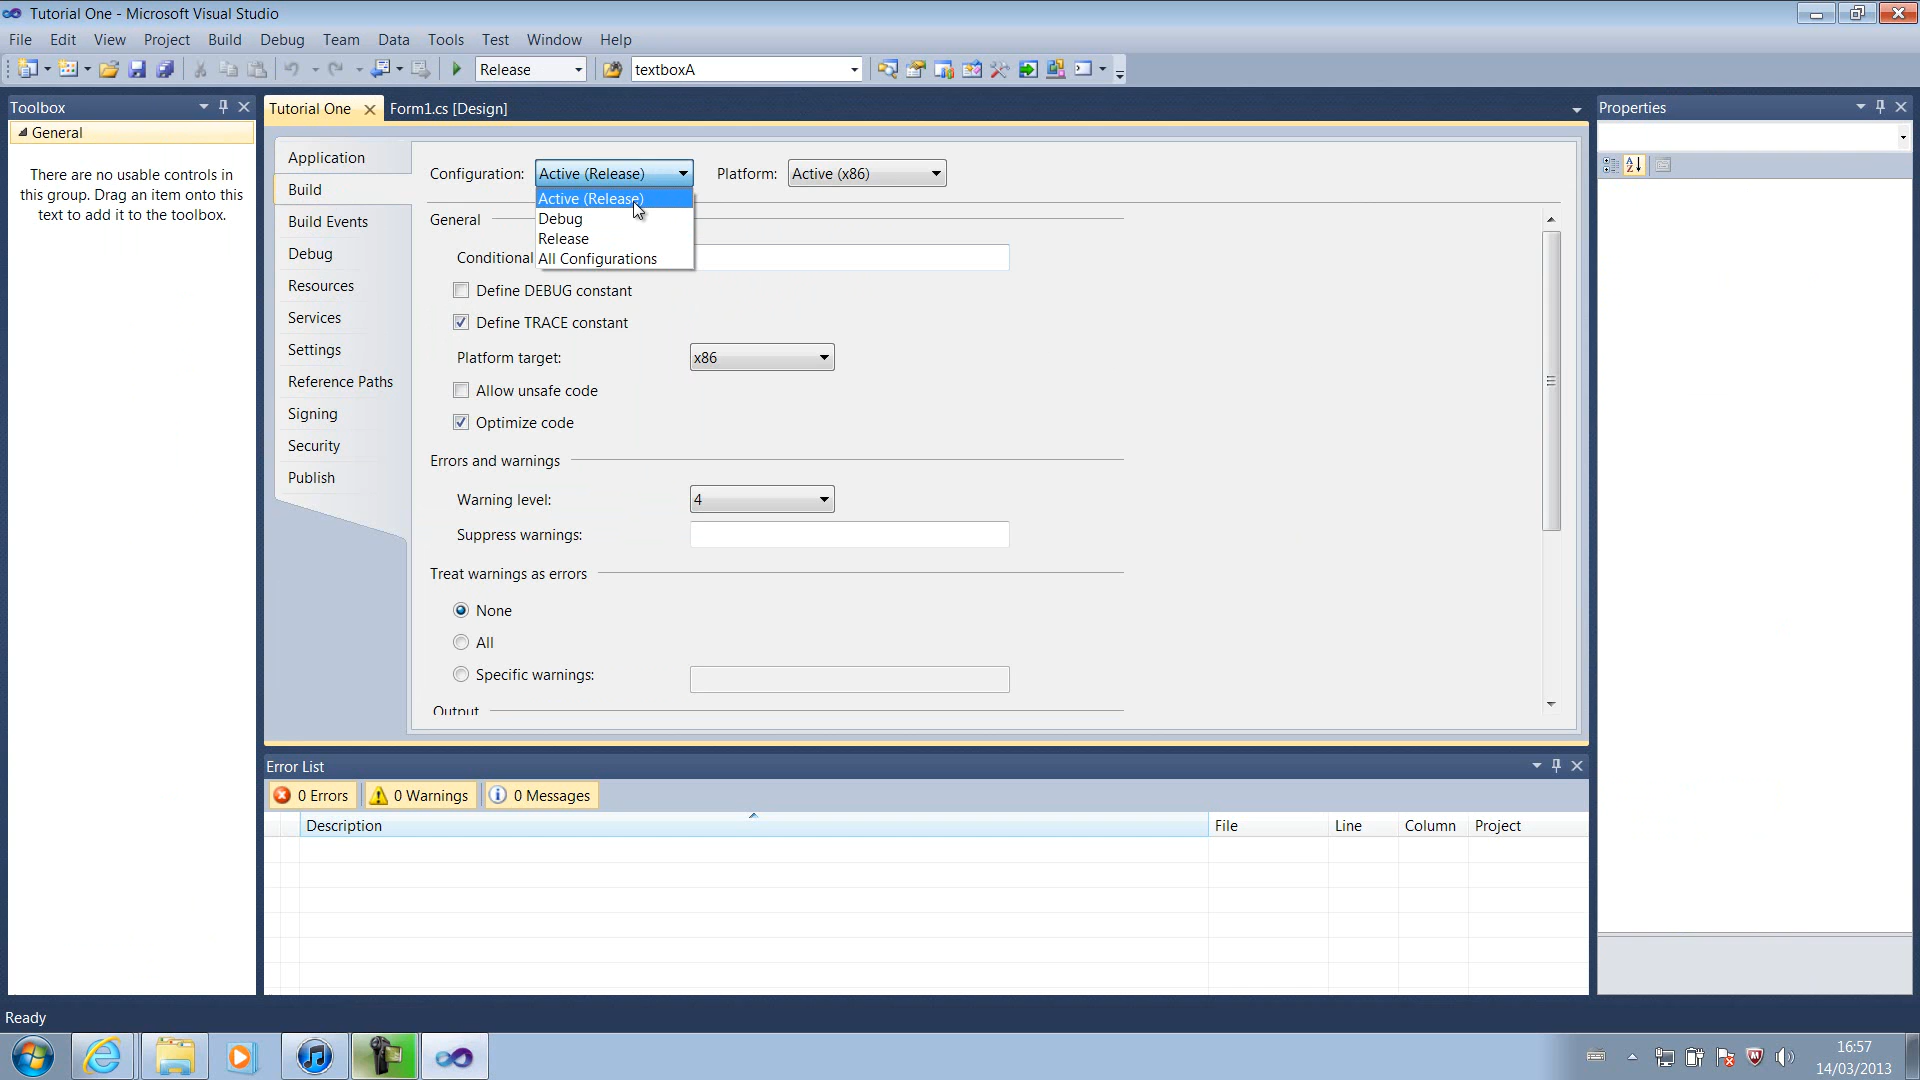 Tutorial One - Microsoft Visual Studio
File Edit View Project Build Debug Team Data Tools Test Window Help
Release textboxA
Toolbox
General
There are no usable controls in
this group. Drag an item onto this
text to add it to the toolbox.
Tutorial One Form1.cs [Design]
Application
Build
Build Events
Debug
Resources
Services
Settings
Reference Paths
Signing
Security
Publish
Configuration: Active (Release) Platform: Active (x86)
Active (Release)
Debug
Release
All Configurations
General
Conditional
Define DEBUG constant
Define TRACE constant
Platform target: x86
Allow unsafe code
Optimize code
Errors and warnings
Warning level: 4
Suppress warnings:
Treat warnings as errors
None
All
Specific warnings:
Output
Properties
Error List
0 Errors 0 Warnings 0 Messages
Description File Line Column Project
Ready
16:57
14/03/2013